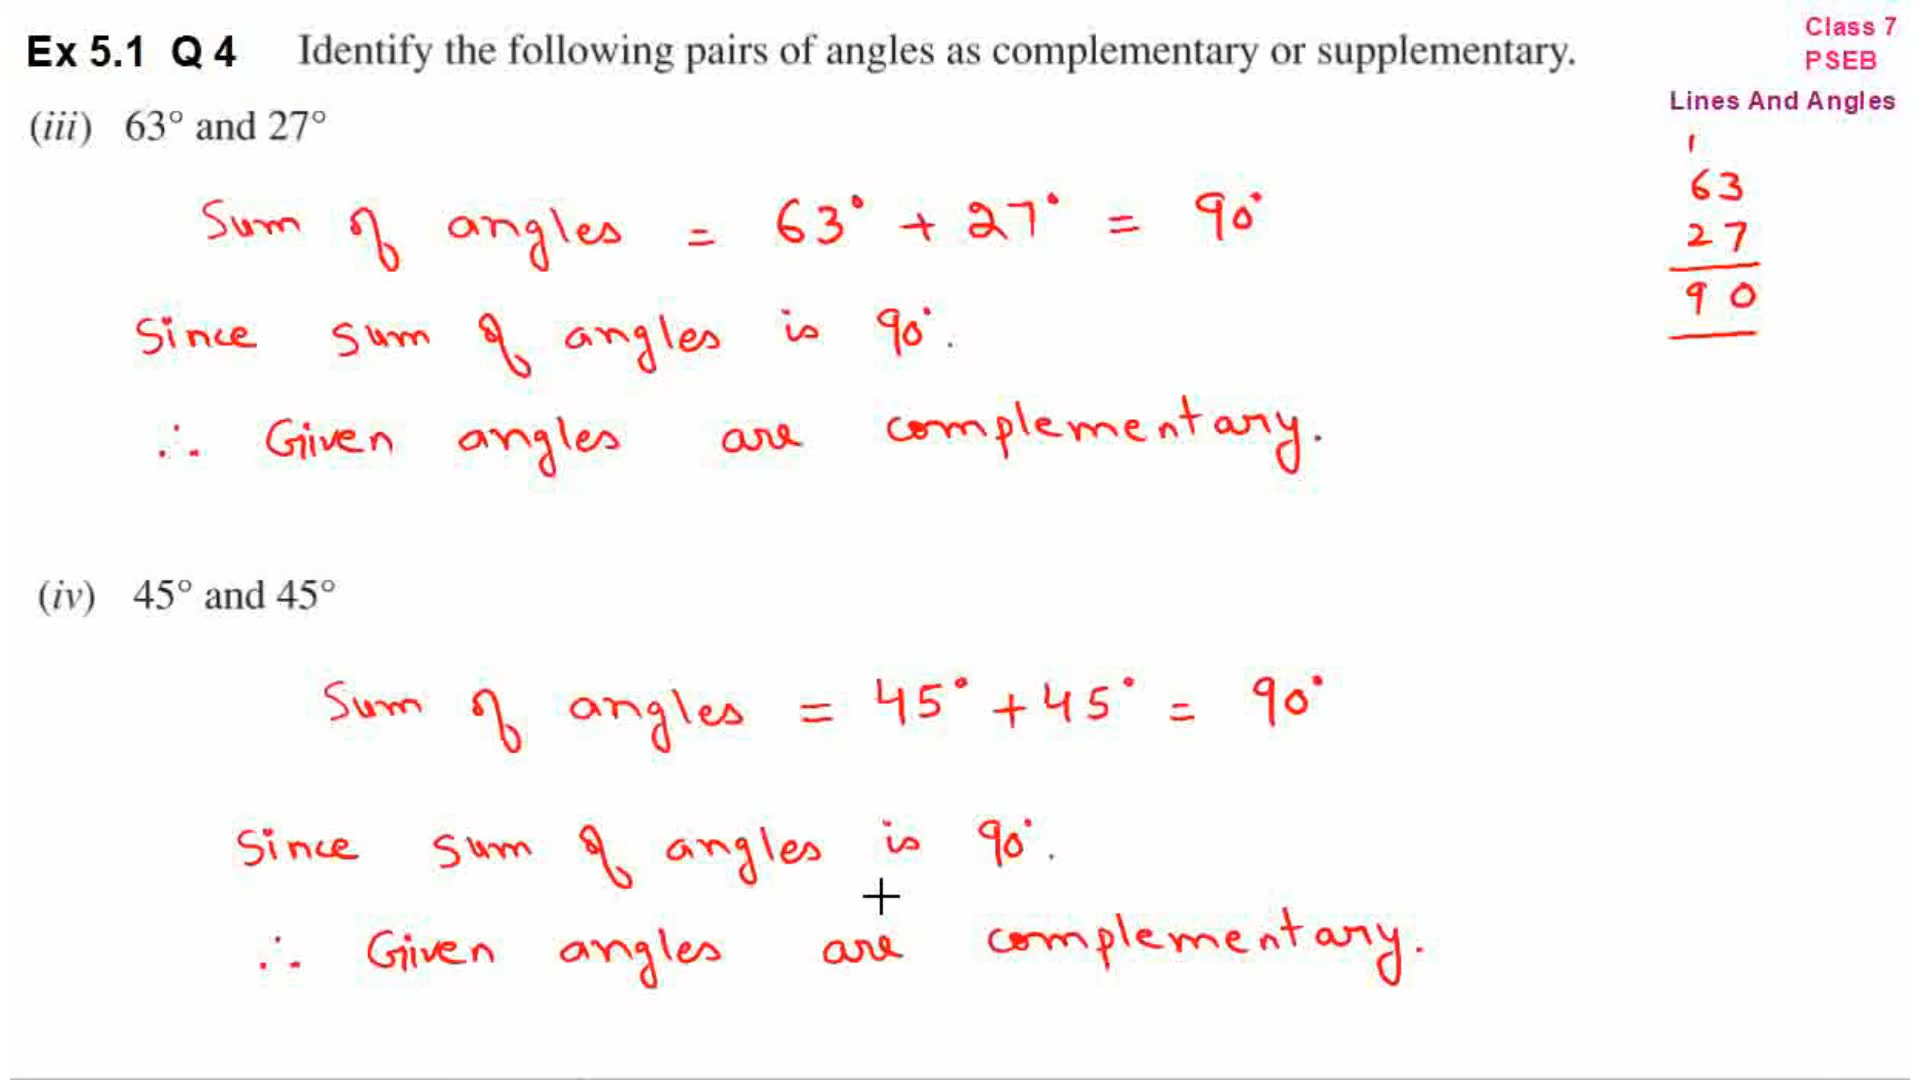 Ex 5.1 Q 4 Identify the following pairs of angles as complementary or supplementary.
Class 7
PSEB
Lines And Angles
(iii) 63° and 27°
1
63
27
90
Sum of angles = 63° + 27° = 90°
Since sum of angles is 90°.
∴ Given angles are complementary.
(iv) 45° and 45°
Sum of angles = 45° + 45° = 90°
Since sum of angles is 90°.
∴ Given angles are complementary.